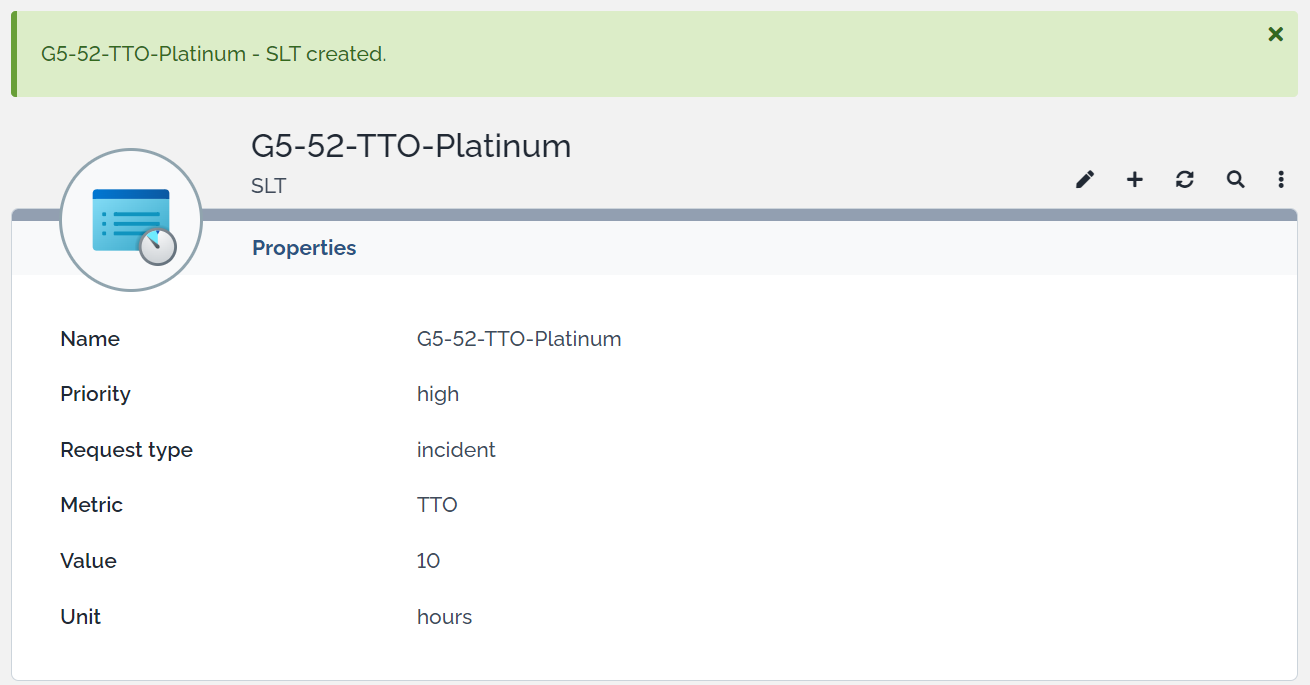 G5-52-TTO-Platinum - SLT created.
G5-52-TTO-Platinum
SLT
Properties
Name G5-52-TTO-Platinum
Priority high
Request type incident
Metric TTO
Value 10
Unit hours